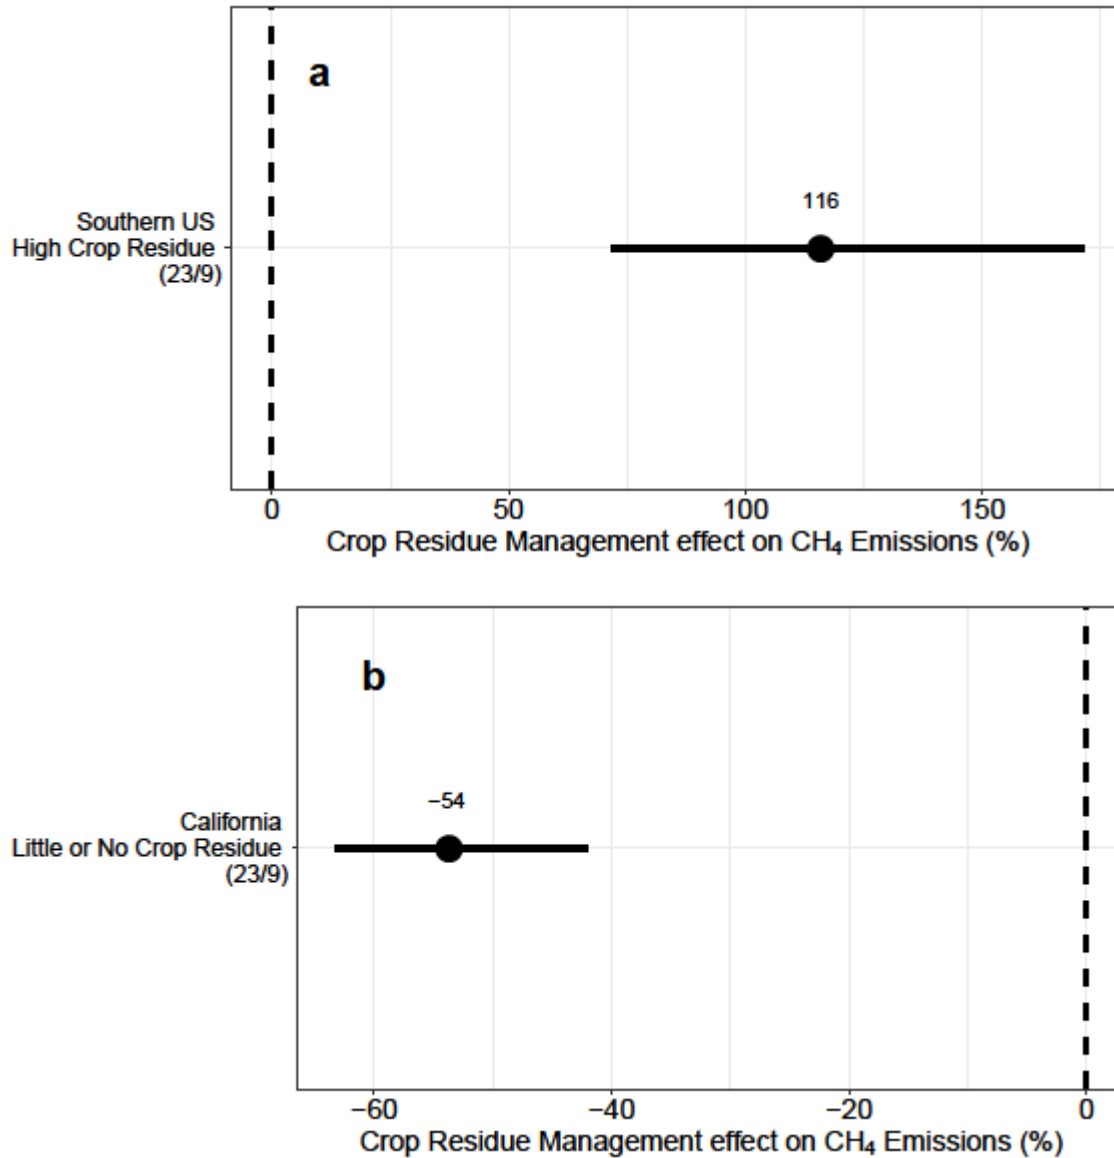 a
116
Southern US
High Crop Residue
(23/9)
0 50 100 150
Crop Residue Management effect on CH₄ Emissions (%)
b
−54
California
Little or No Crop Residue
(23/9)
−60 −40 −20 0
Crop Residue Management effect on CH₄ Emissions (%)